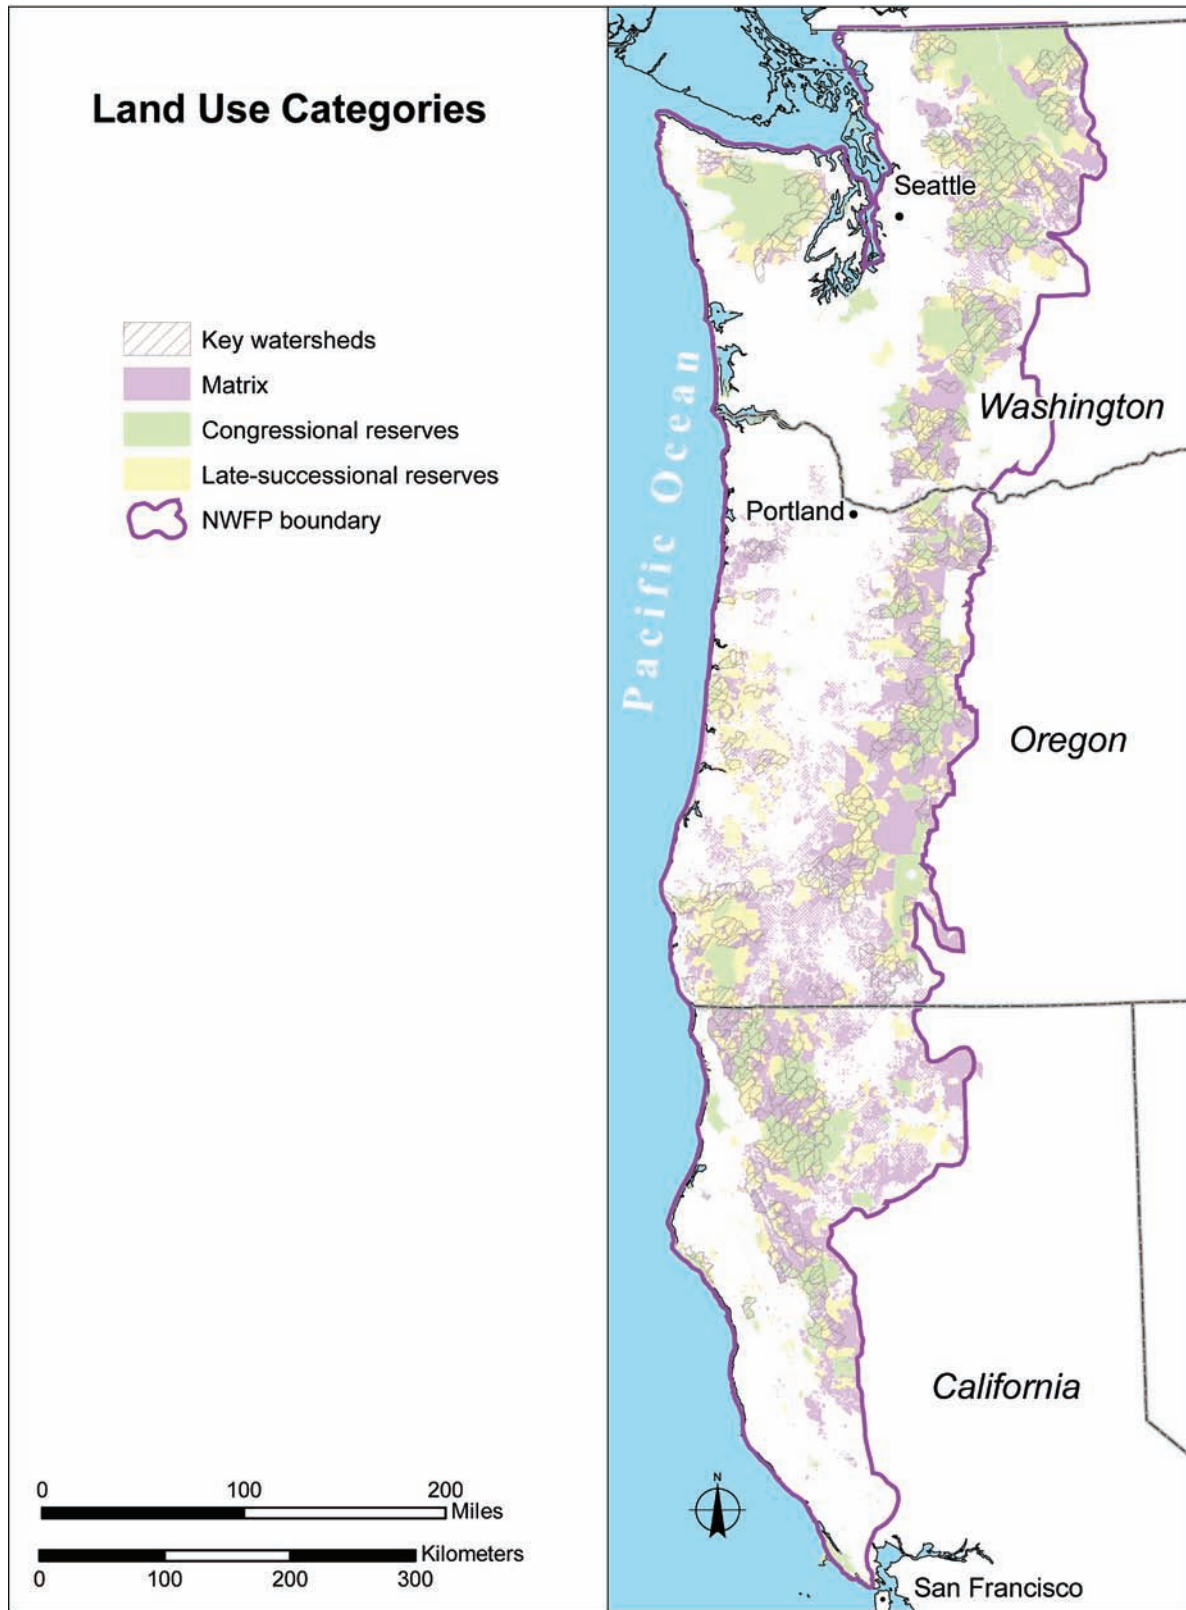 Land Use Categories
Key watersheds
Matrix
Congressional reserves
Late-successional reserves
NWFP boundary
0 100 200
Miles
Kilometers
0 100 200 300
Seattle
Washington
Pacific Ocean
Portland
Oregon
California
N
San Francisco